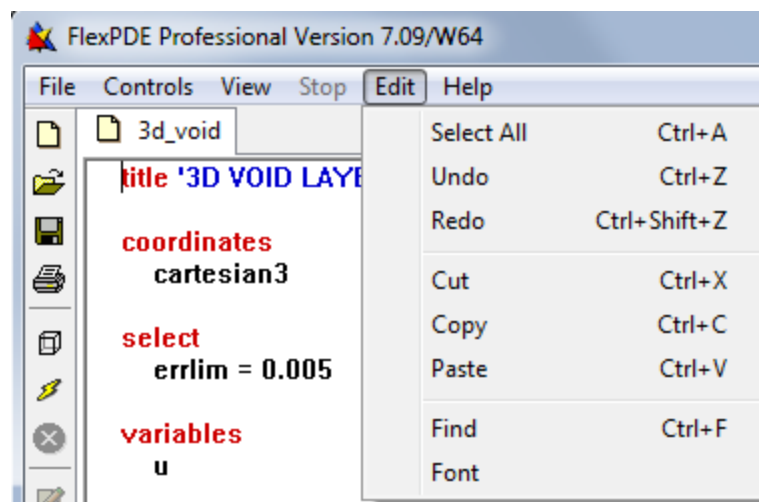 FlexPDE Professional Version 7.09/W64
File Controls View Stop Edit Help
3d_void
title '3D VOID LAYE
coordinates
cartesian3
select
errlim = 0.005
variables
u
Select All Ctrl+A
Undo Ctrl+Z
Redo Ctrl+Shift+Z
Cut Ctrl+X
Copy Ctrl+C
Paste Ctrl+V
Find Ctrl+F
Font